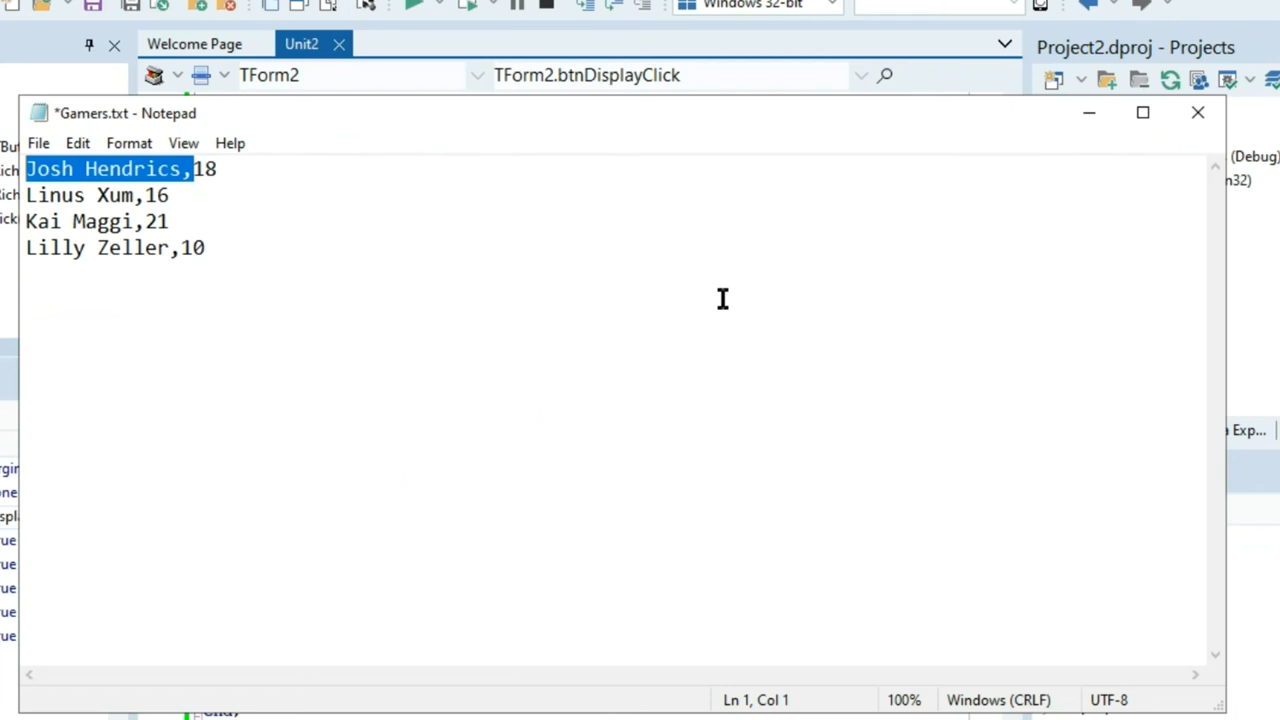 Windows 32-bit
Welcome Page
Unit2
Project2.dproj - Projects
TForm2
TForm2.btnDisplayClick
*Gamers.txt - Notepad
File Edit Format View Help
(Debug)
Josh Hendrics,18
Linus Xum,16
Kai Maggi,21
Lilly Zeller,10
Ln 1, Col 1
100%
Windows (CRLF)
UTF-8